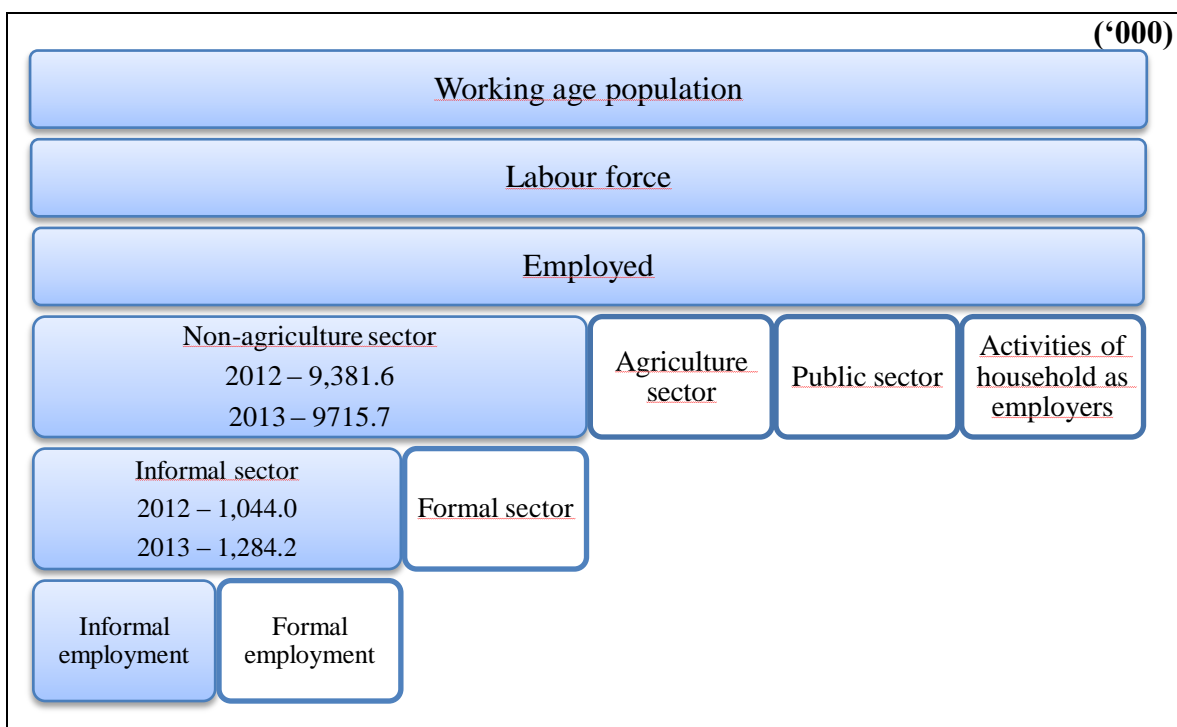 (‘000)
Working age population
Labour force
Employed
Non-agriculture sector
2012 – 9,381.6
2013 – 9715.7
Agriculture
sector
Public sector
Activities of
household as
employers
Informal sector
2012 – 1,044.0
2013 – 1,284.2
Formal sector
Informal
employment
Formal
employment